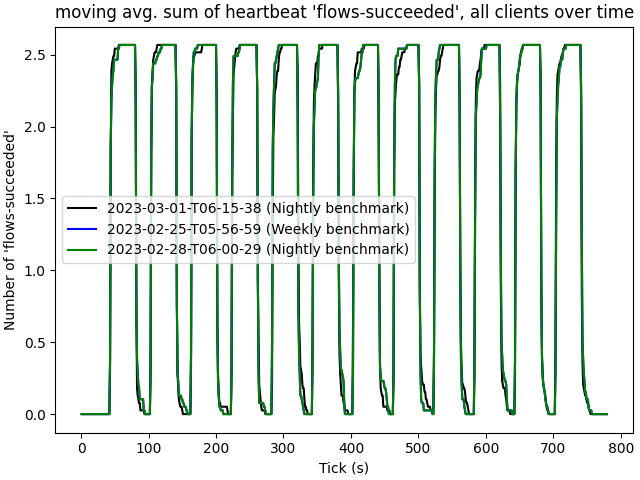 moving avg. sum of heartbeat 'flows-succeeded', all clients over time
Number of 'flows-succeeded'
2.5
2.0
1.5
1.0
0.5
0.0
2023-03-01-T06-15-38 (Nightly benchmark)
2023-02-25-T05-56-59 (Weekly benchmark)
2023-02-28-T06-00-29 (Nightly benchmark)
0 100 200 300 400 500 600 700 800
Tick (s)